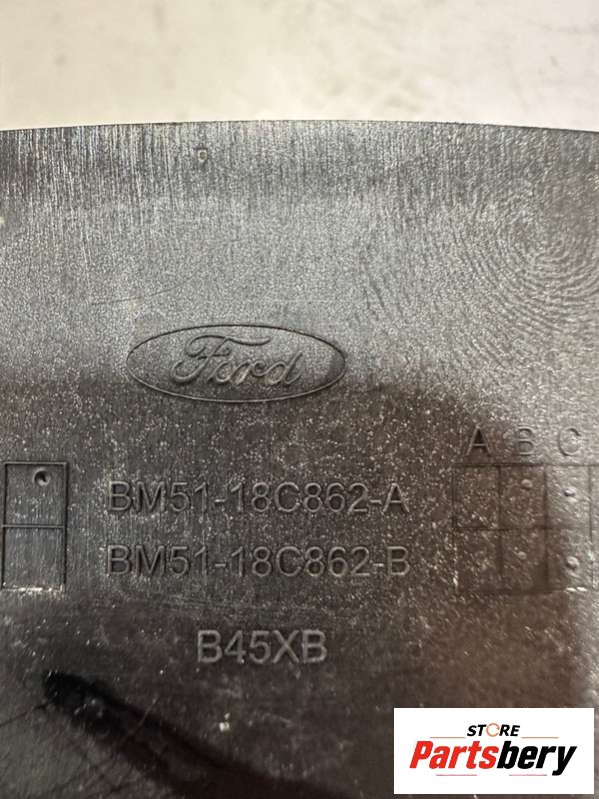 Ford
A B C
BM51-18C862-A
BM51-18C862-B
B45XB
STORE
Partsbery